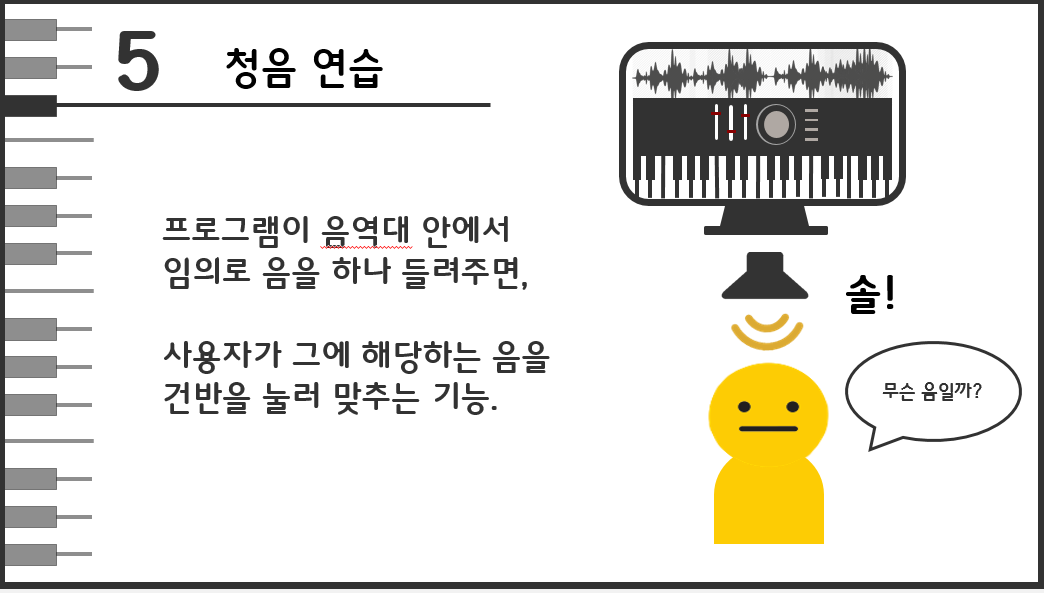 5 청음 연습
프로그램이 음역대 안에서
임의로 음을 하나 들려주면,
사용자가 그에 해당하는 음을
건반을 눌러 맞추는 기능.
솔!
무슨 음일까?